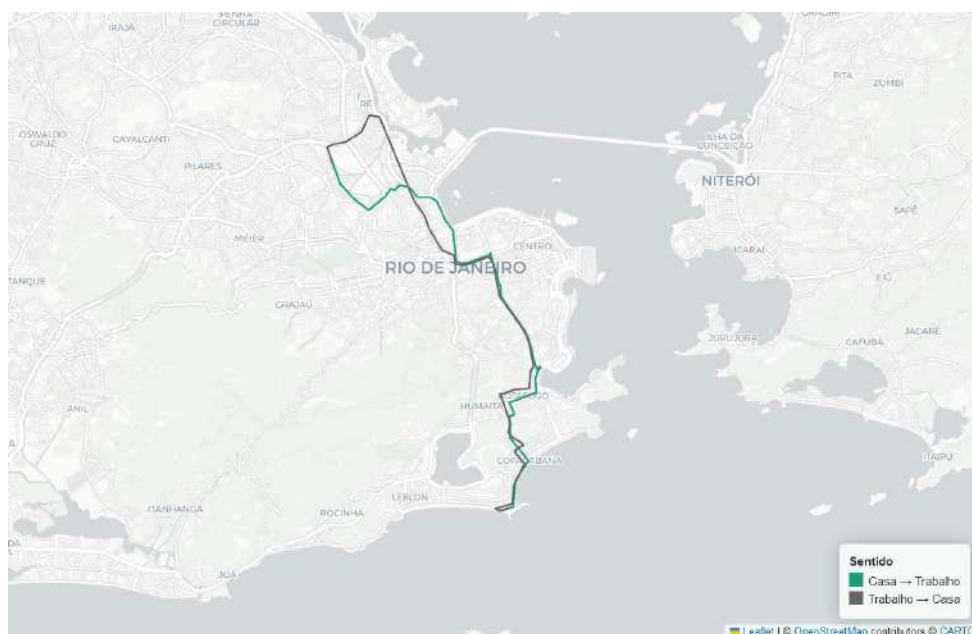 IRAJÁ
PENHA
CIRCULAR
PITA
ZUMBI
OSWALDO
CRUZ
CAVALCANTI
PILARES
ILHA DA
CONCEIÇÃO
NITERÓI
SAPÊ
MÉIER
CENTRO
ICARAÍ
RIO DE JANEIRO
GRAJAÚ
TANQUE
JURUJUBA
CAFUBÁ
JACARÉ
ANIL
HUMAITÁ
COPACABANA
ITAIPU
LEBLON
ITANHANGÁ
ROCINHA
JOÁ
Sentido
Casa → Trabalho
Trabalho → Casa
Leaflet | © OpenStreetMap contributors © CARTO